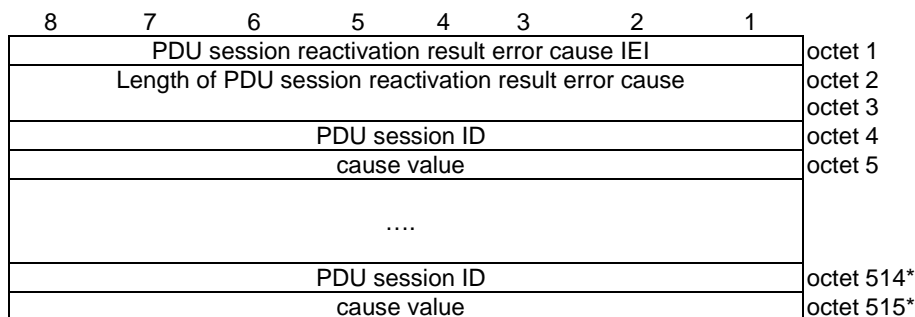 8 7 6 5 4 3 2 1
PDU session reactivation result error cause IEI octet 1
Length of PDU session reactivation result error cause octet 2
octet 3
PDU session ID octet 4
cause value octet 5
….
PDU session ID octet 514*
cause value octet 515*